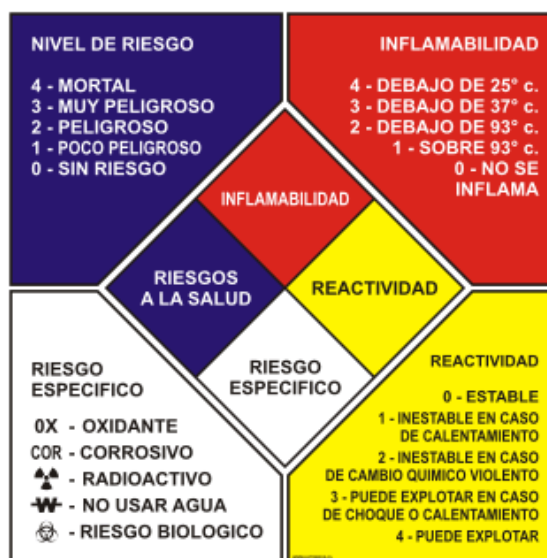 NIVEL DE RIESGO
4 - MORTAL
3 - MUY PELIGROSO
2 - PELIGROSO
1 - POCO PELIGROSO
0 - SIN RIESGO
INFLAMABILIDAD
4 - DEBAJO DE 25° c.
3 - DEBAJO DE 37° c.
2 - DEBAJO DE 93° c.
1 - SOBRE 93° c.
0 - NO SE
INFLAMA
INFLAMABILIDAD
RIESGOS
A LA SALUD
REACTIVIDAD
RIESGO
ESPECIFICO
RIESGO
ESPECIFICO
0X - OXIDANTE
COR - CORROSIVO
- RADIOACTIVO
W - NO USAR AGUA
- RIESGO BIOLOGICO
REACTIVIDAD
0 - ESTABLE
1 - INESTABLE EN CASO
DE CALENTAMIENTO
2 - INESTABLE EN CASO
DE CAMBIO QUIMICO VIOLENTO
3 - PUEDE EXPLOTAR EN CASO
DE CHOQUE O CALENTAMIENTO
4 - PUEDE EXPLOTAR